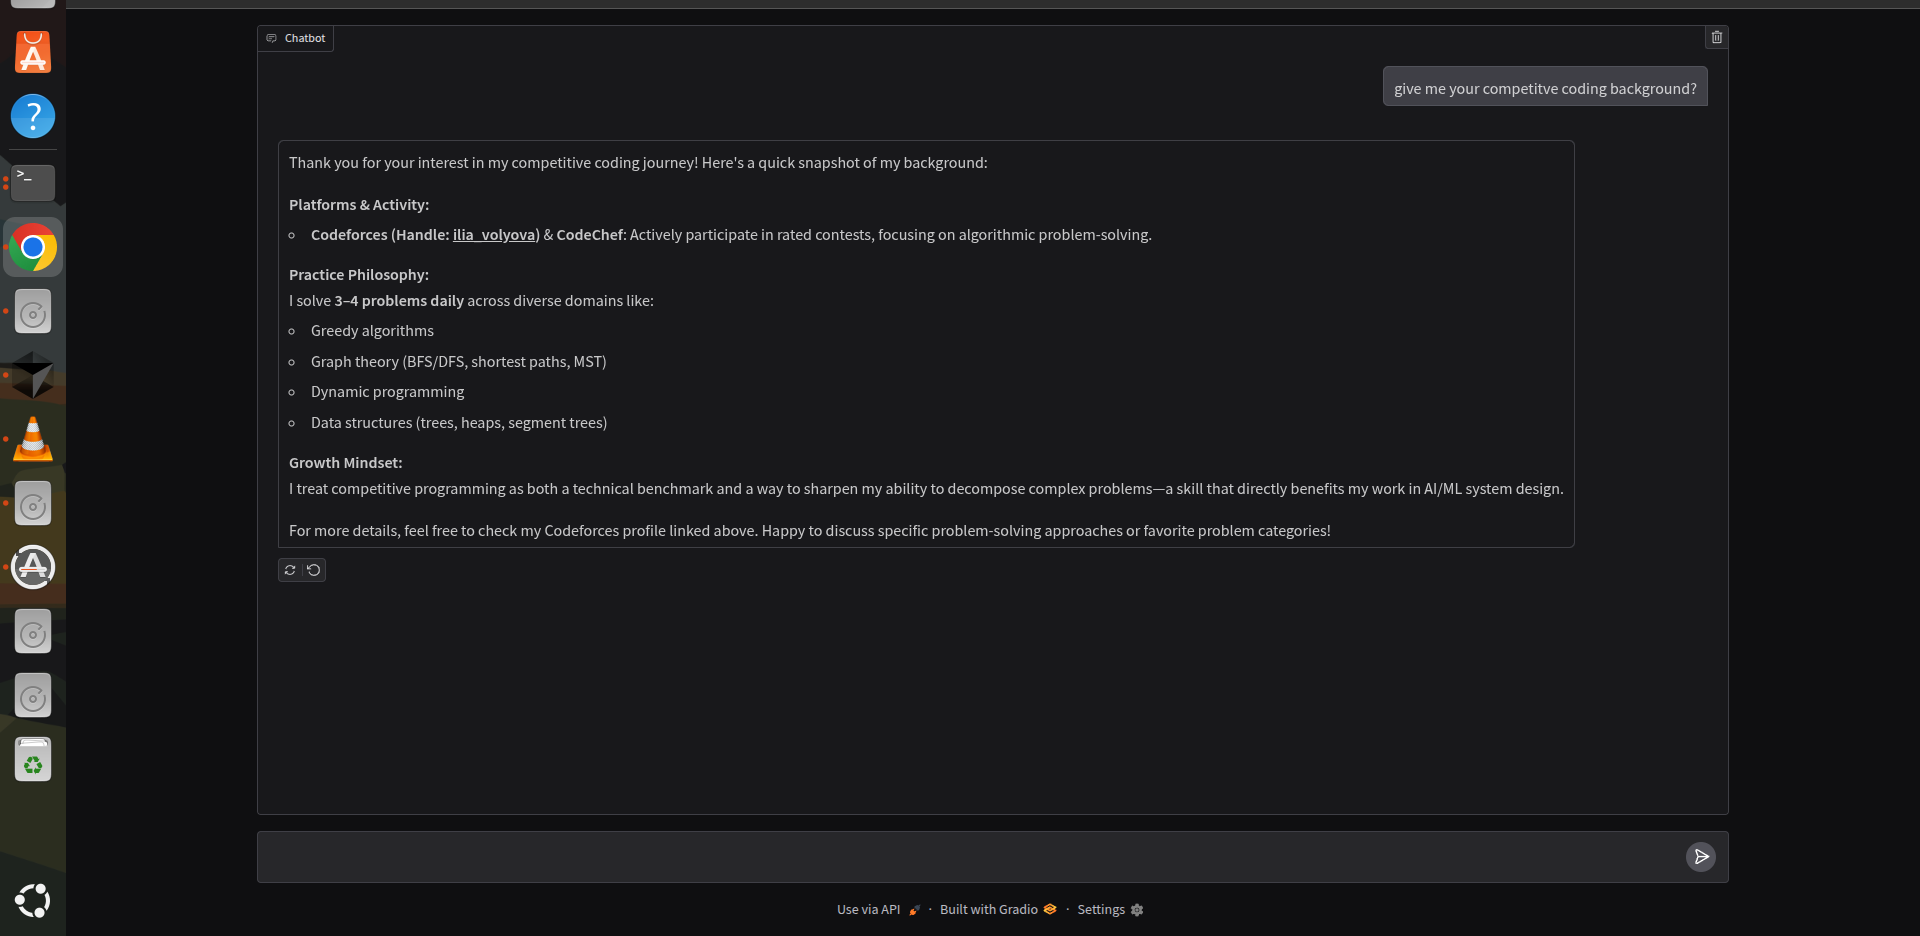 Chatbot
give me your competitve coding background?
Thank you for your interest in my competitive coding journey! Here's a quick snapshot of my background:
Platforms & Activity:
Codeforces (Handle: ilia_volyova) & CodeChef: Actively participate in rated contests, focusing on algorithmic problem-solving.
Practice Philosophy:
I solve 3–4 problems daily across diverse domains like:
Greedy algorithms
Graph theory (BFS/DFS, shortest paths, MST)
Dynamic programming
Data structures (trees, heaps, segment trees)
Growth Mindset:
I treat competitive programming as both a technical benchmark and a way to sharpen my ability to decompose complex problems—a skill that directly benefits my work in AI/ML system design.
For more details, feel free to check my Codeforces profile linked above. Happy to discuss specific problem-solving approaches or favorite problem categories!
Use via API · Built with Gradio · Settings